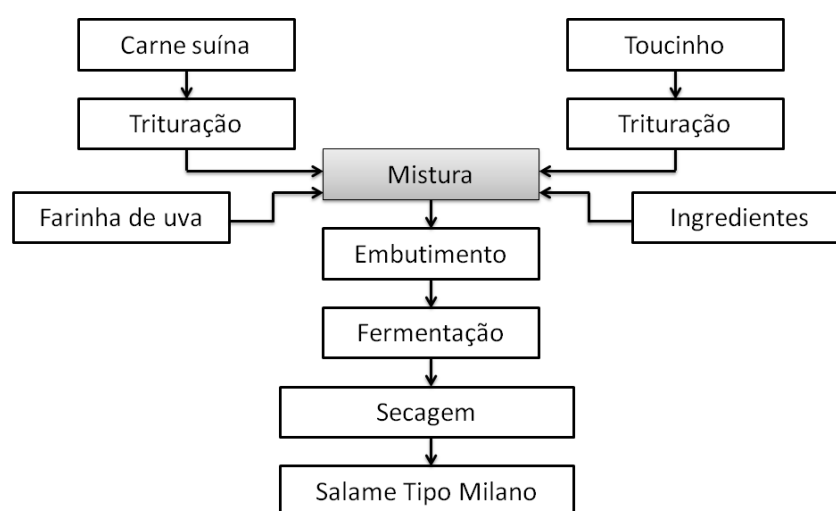 Carne suína
Toucinho
Trituração
Trituração
Mistura
Farinha de uva
Ingredientes
Embutimento
Fermentação
Secagem
Salame Tipo Milano